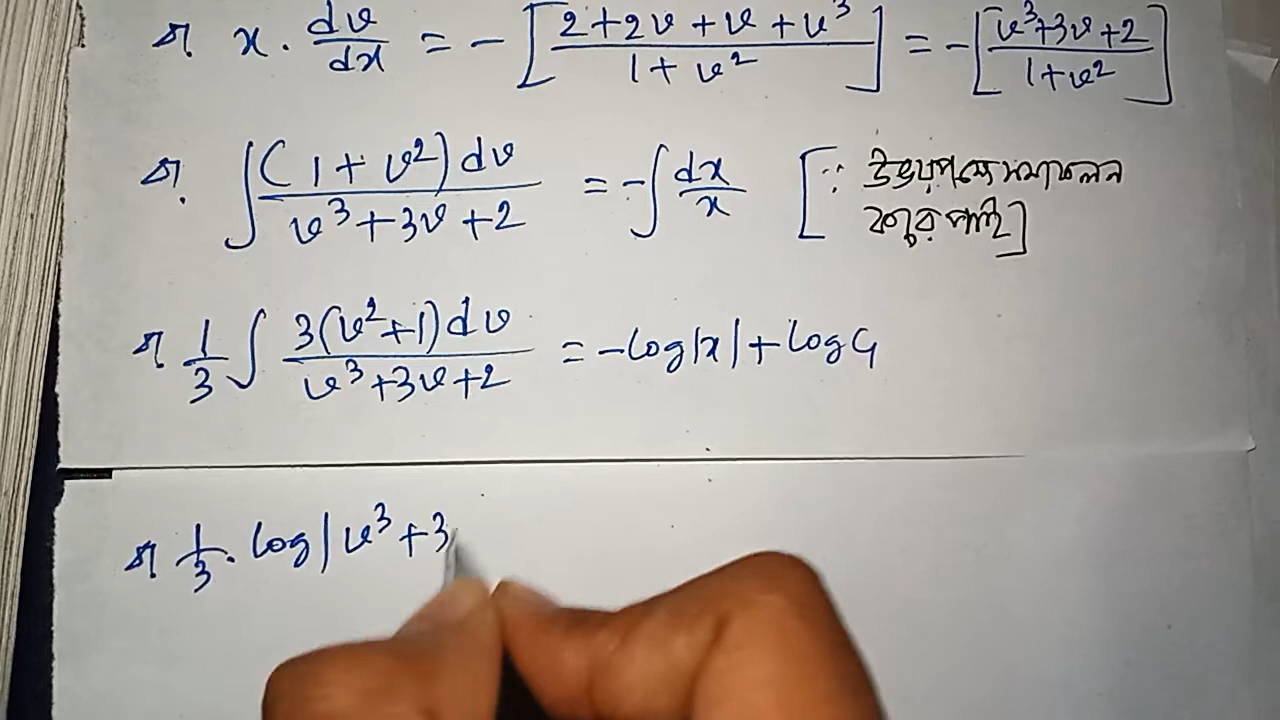 বা x · dv/dx = -[2+2v+v+v³ / 1+v²] = -[v³+3v+2 / 1+v²]
বা, ∫(1+v²)dv / v³+3v+2 = -∫dx/x [∵ উভয়পক্ষে সমাকলন
করে পাই]
বা 1/3 ∫ 3(v²+1)dv / v³+3v+2 = -log|x| + log C₁
বা 1/3 · log|v³+3